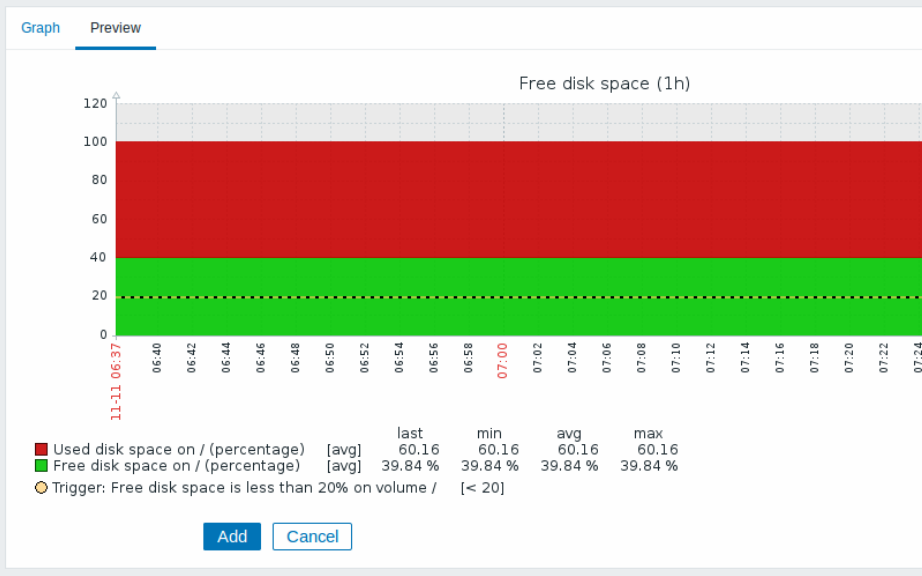 Graph Preview
Free disk space (1h)
120
100
80
60
40
20
0
11-11 06:37 06:40 06:42 06:44 06:46 06:48 06:50 06:52 06:54 06:56 06:58 07:00 07:02 07:04 07:06 07:08 07:10 07:12 07:14 07:16 07:18 07:20 07:22 07:24
last min avg max
Used disk space on / (percentage) [avg] 60.16 60.16 60.16 60.16
Free disk space on / (percentage) [avg] 39.84 % 39.84 % 39.84 % 39.84 %
Trigger: Free disk space is less than 20% on volume / [< 20]
Add Cancel